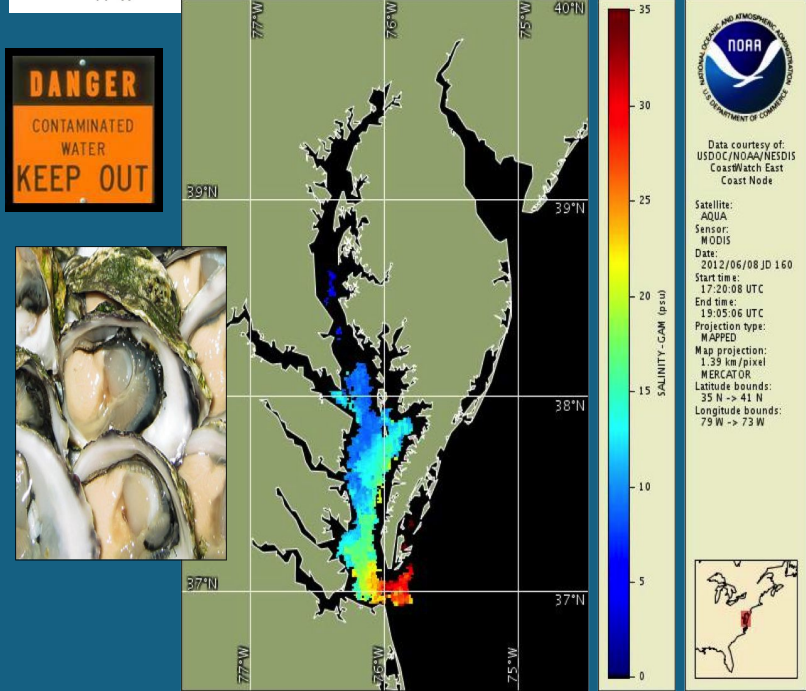 DANGER
CONTAMINATED
WATER
KEEP OUT
77°W
76°W
75°W
40°N
39°N
39°N
38°N
37°N
37°N
77°W
76°W
75°W
35
30
25
20
15
10
5
0
SALINITY-GAM (psu)
NATIONAL OCEANIC AND ATMOSPHERIC ADMINISTRATION
NOAA
U.S. DEPARTMENT OF COMMERCE
Data courtesy of:
USDOC/NOAA/NESDIS
CoastWatch East
Coast Node
Satellite:
AQUA
Sensor:
MODIS
Date:
2012/06/08 JD 160
Start time:
17:20:08 UTC
End time:
19:05:06 UTC
Projection type:
MAPPED
Map projection:
1.39 km/pixel
MERCATOR
Latitude bounds:
35 N -> 41 N
Longitude bounds:
79 W -> 73 W